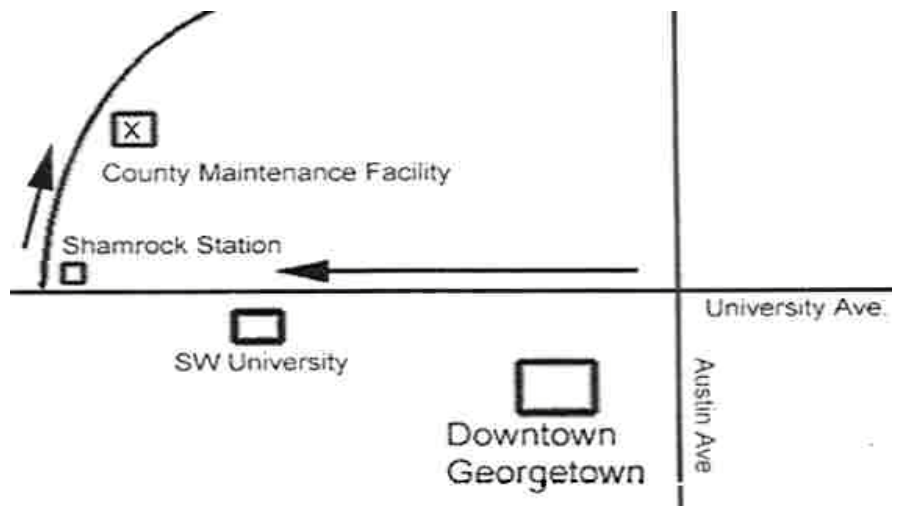 X
County Maintenance Facility
Shamrock Station
University Ave.
SW University
Austin Ave
Downtown
Georgetown